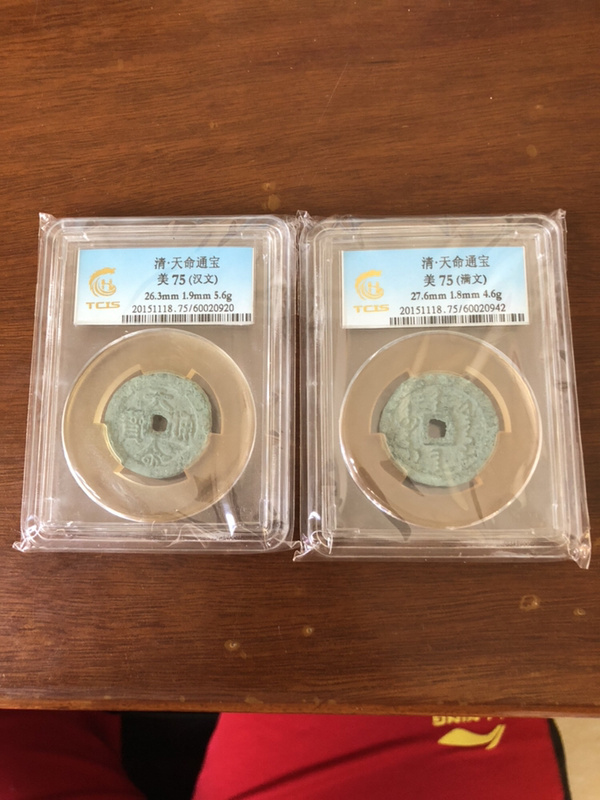 清·天命通宝
美 75 (汉文)
26.3mm 1.9mm 5.6g
20151118.75/60020920
TCIS
天命通寶
清·天命通宝
美 75 (满文)
27.6mm 1.8mm 4.6g
20151118.75/60020942
TCIS